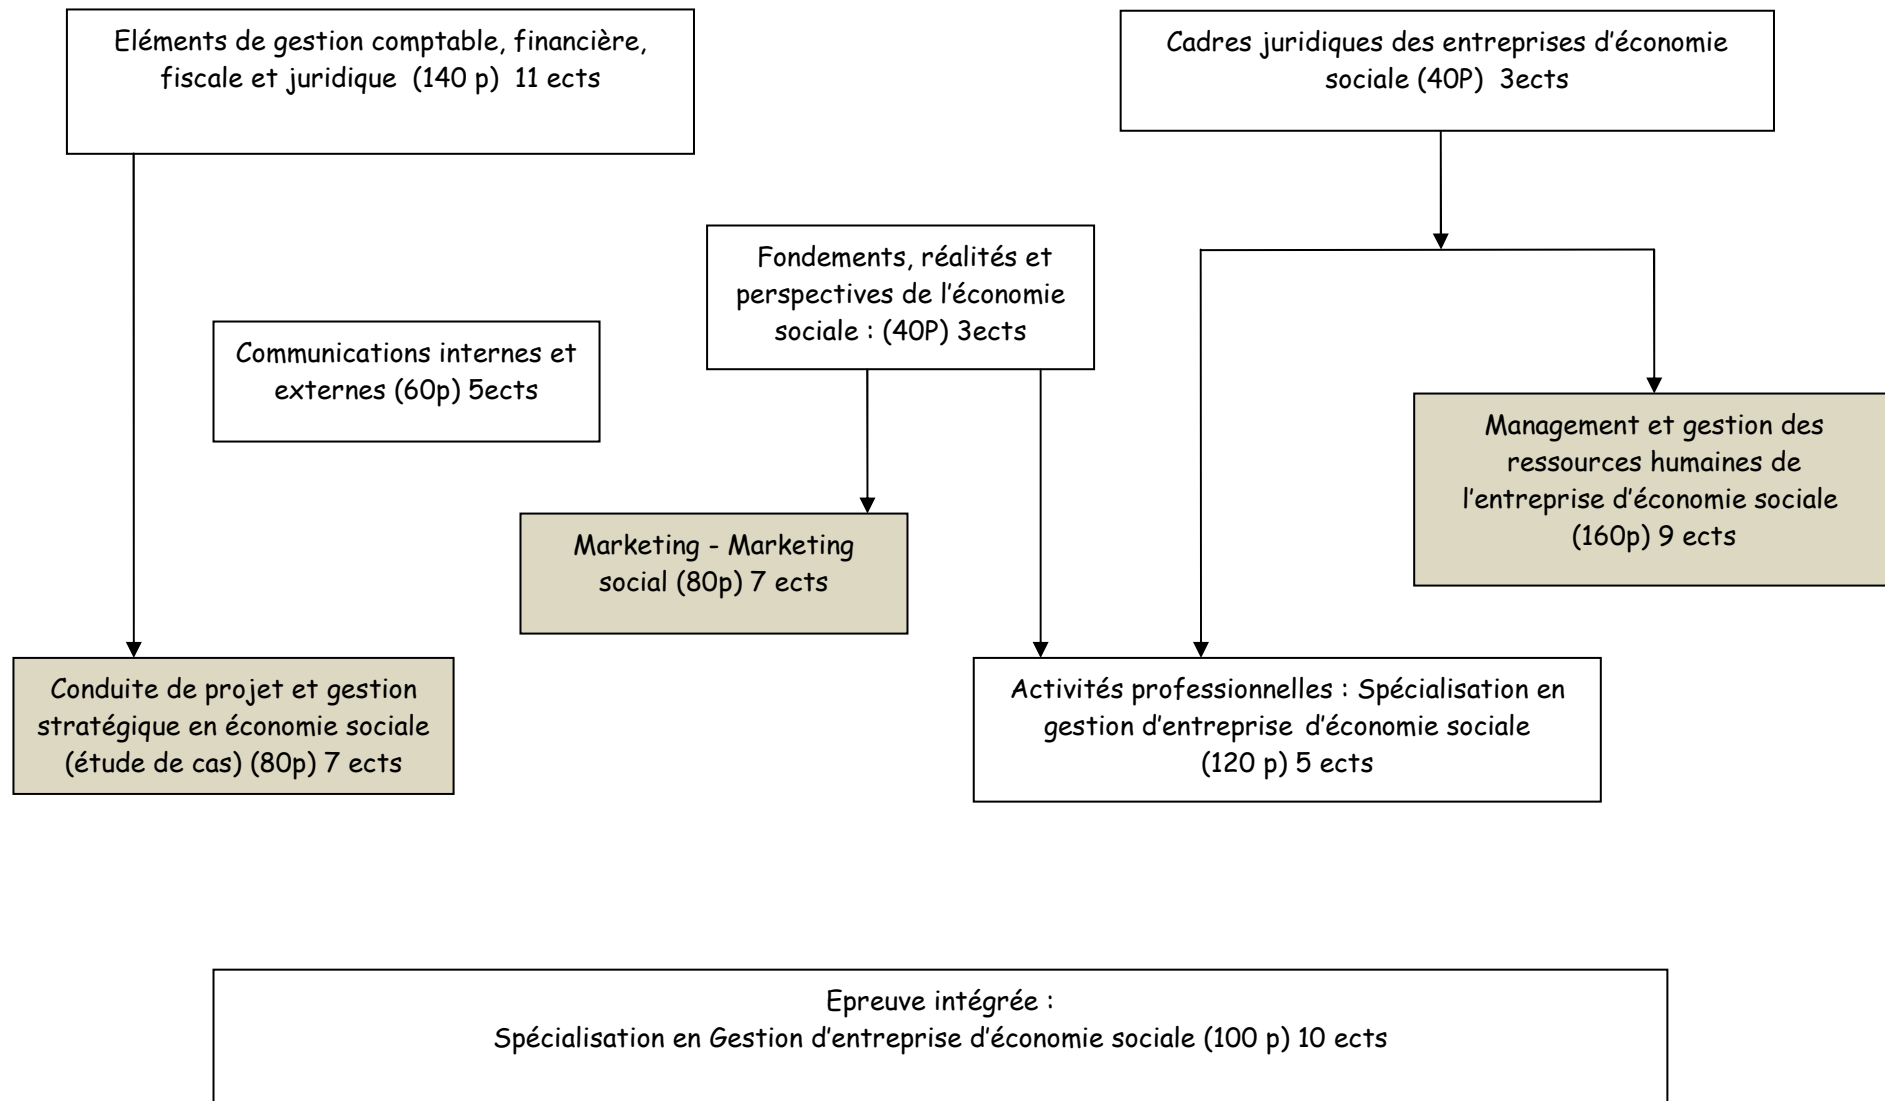 Eléments de gestion comptable, financière,
fiscale et juridique (140 p) 11 ects
Cadres juridiques des entreprises d'économie
sociale (40P) 3ects
Fondements, réalités et
perspectives de l'économie
sociale : (40P) 3ects
Communications internes et
externes (60p) 5ects
Management et gestion des
ressources humaines de
l'entreprise d'économie sociale
(160p) 9 ects
Marketing - Marketing
social (80p) 7 ects
Conduite de projet et gestion
stratégique en économie sociale
(étude de cas) (80p) 7 ects
Activités professionnelles : Spécialisation en
gestion d'entreprise d'économie sociale
(120 p) 5 ects
Epreuve intégrée :
Spécialisation en Gestion d'entreprise d'économie sociale (100 p) 10 ects